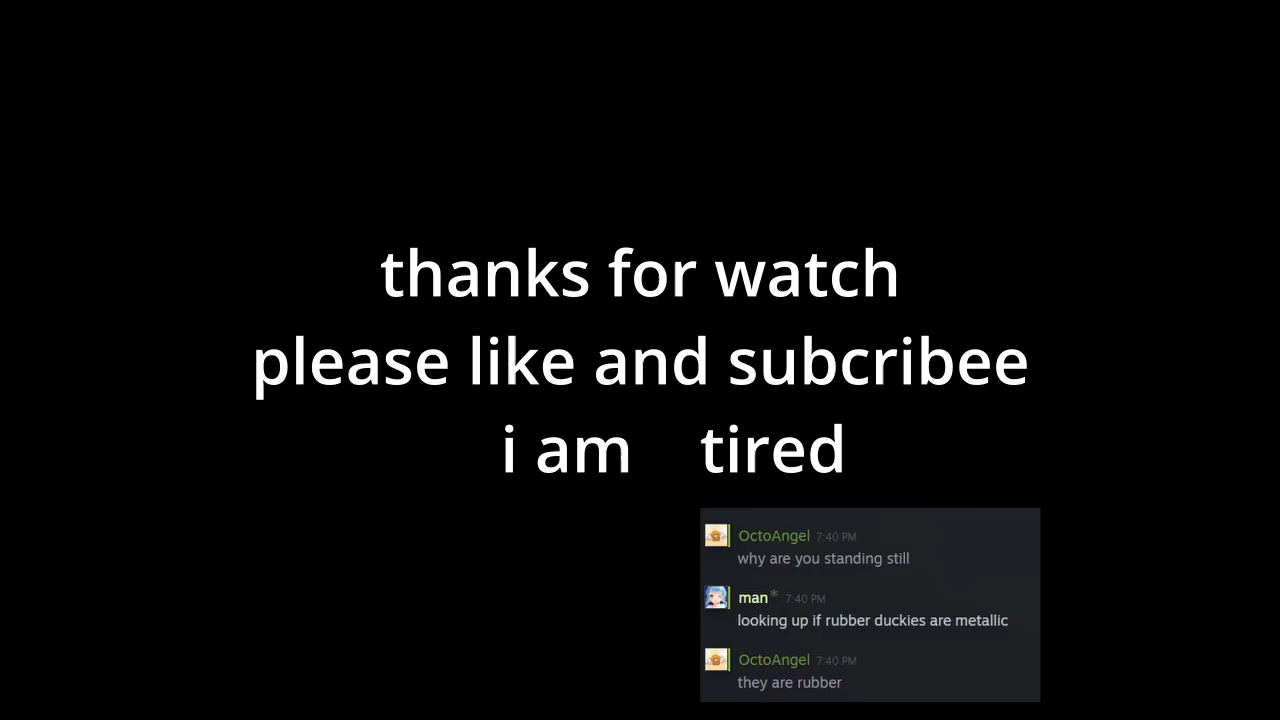 thanks for watch
please like and subcribee
i am    tired
OctoAngel 7:40 PM
why are you standing still
man* 7:40 PM
looking up if rubber duckies are metallic
OctoAngel 7:40 PM
they are rubber